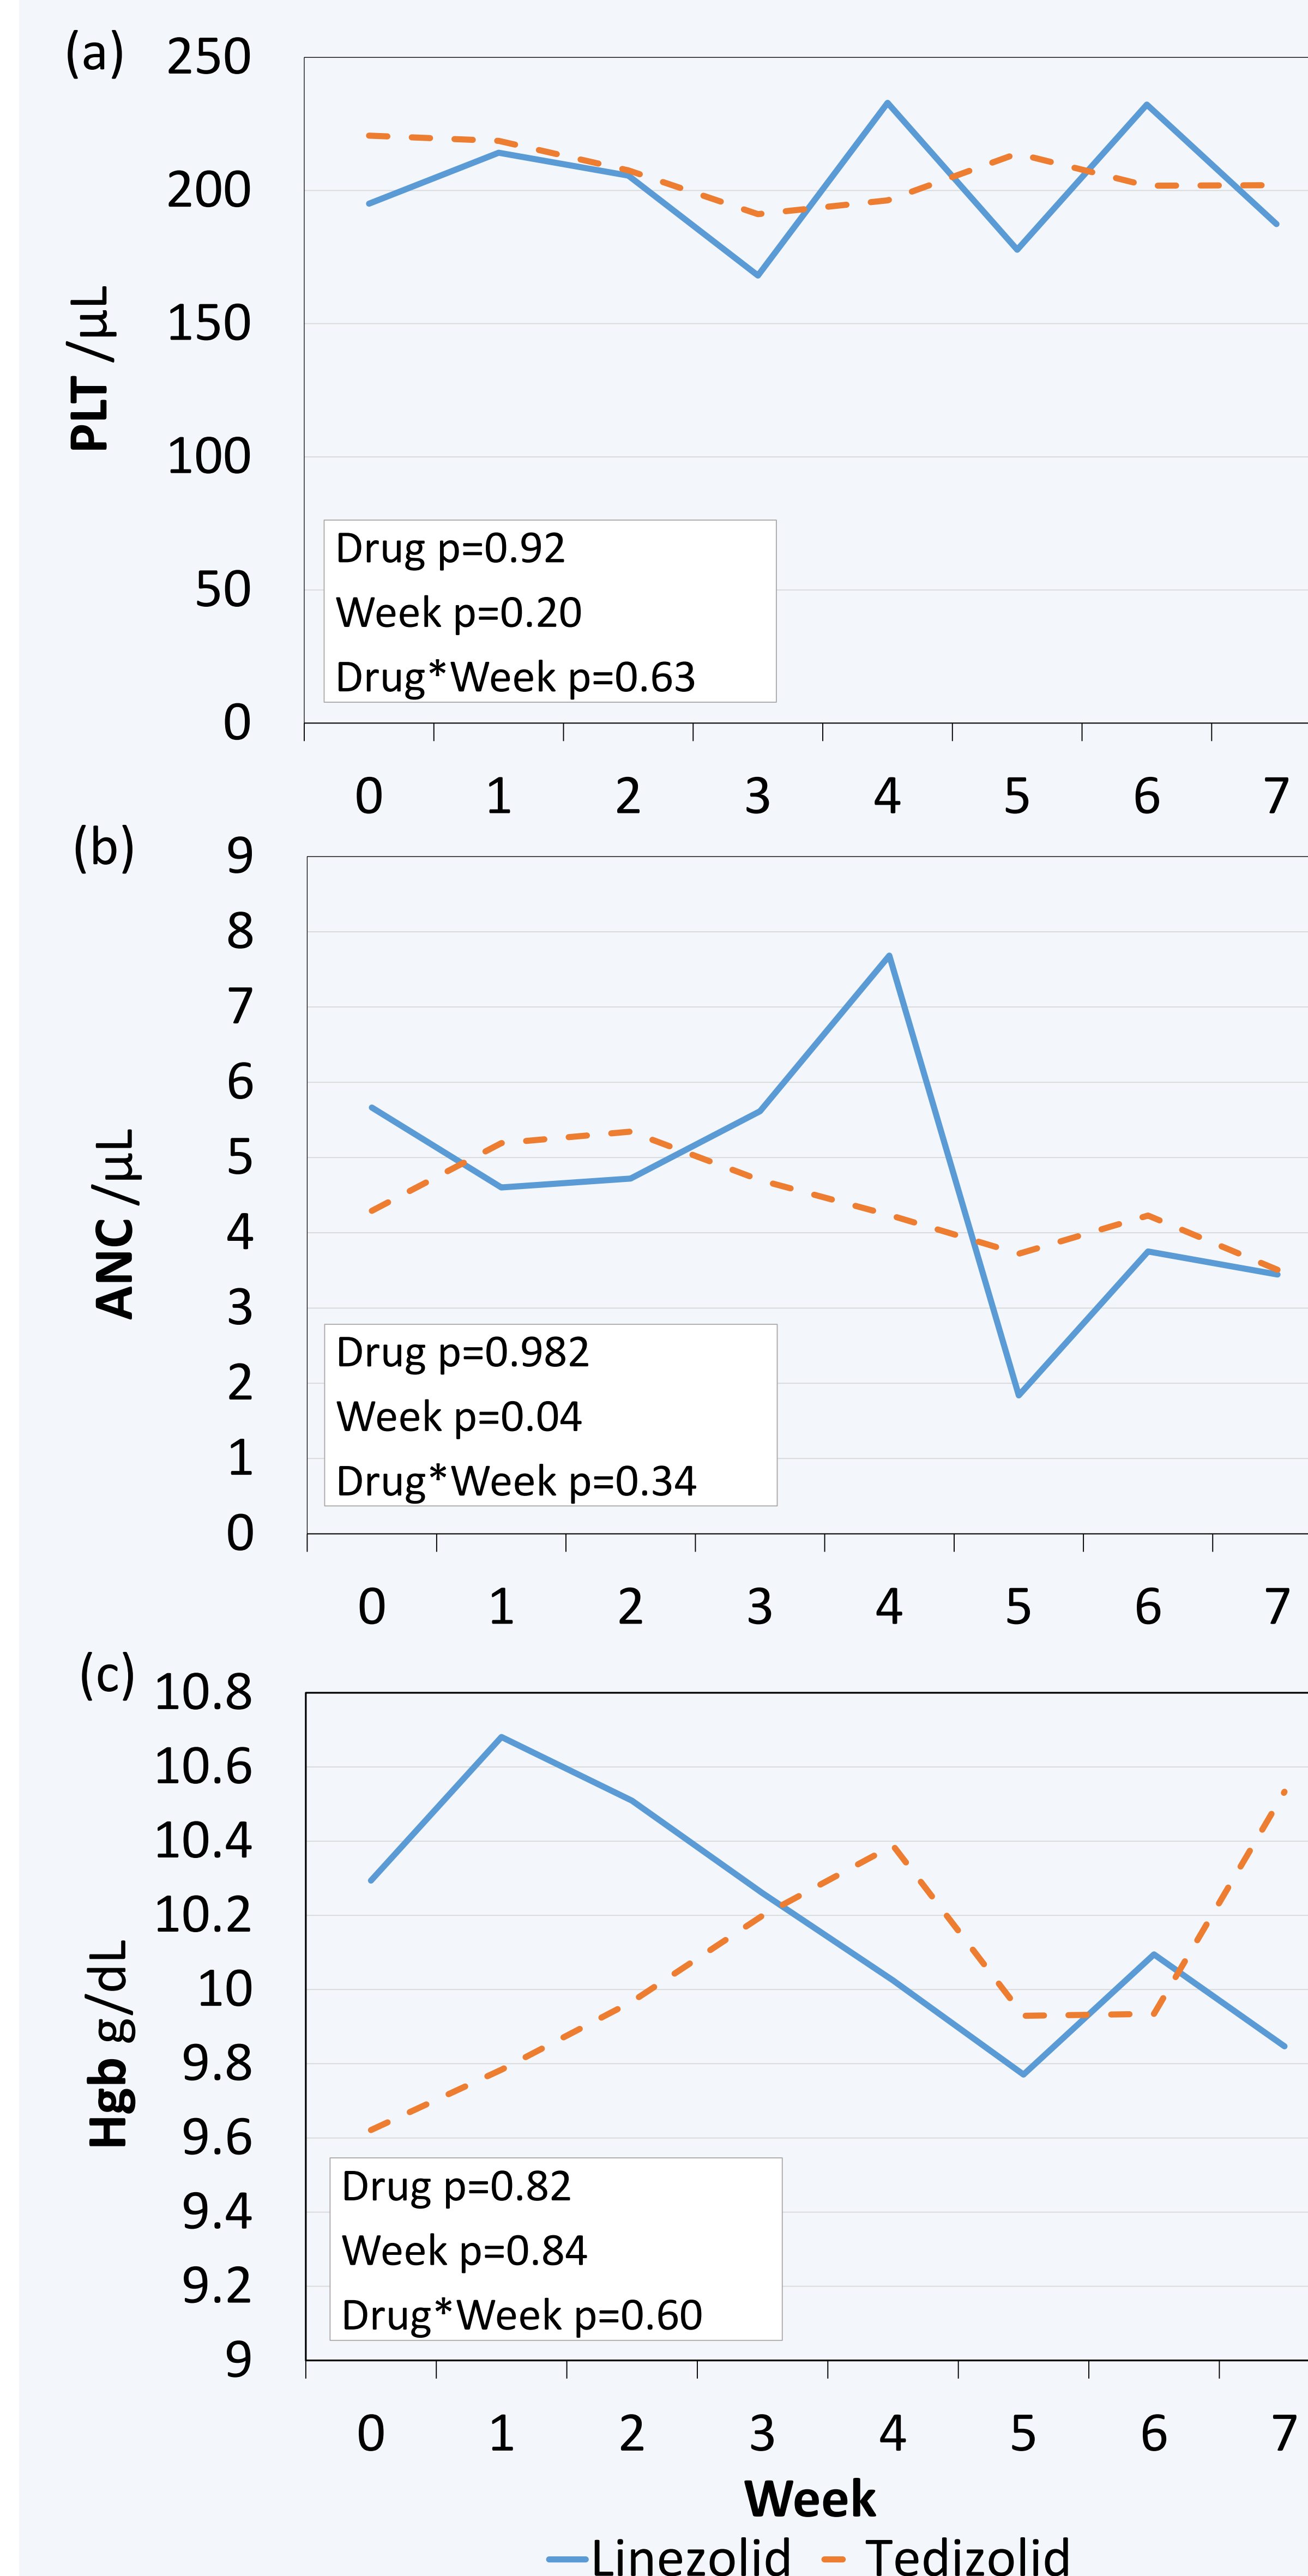 (a)
250
200
150
100
50
0
PLT /µL
Drug p=0.92
Week p=0.20
Drug*Week p=0.63
0 1 2 3 4 5 6 7
(b)
9
8
7
6
5
4
3
2
1
0
ANC /µL
Drug p=0.982
Week p=0.04
Drug*Week p=0.34
0 1 2 3 4 5 6 7
(c)
10.8
10.6
10.4
10.2
10
9.8
9.6
9.4
9.2
9
Hgb g/dL
Drug p=0.82
Week p=0.84
Drug*Week p=0.60
0 1 2 3 4 5 6 7
Week
Linezolid Tedizolid